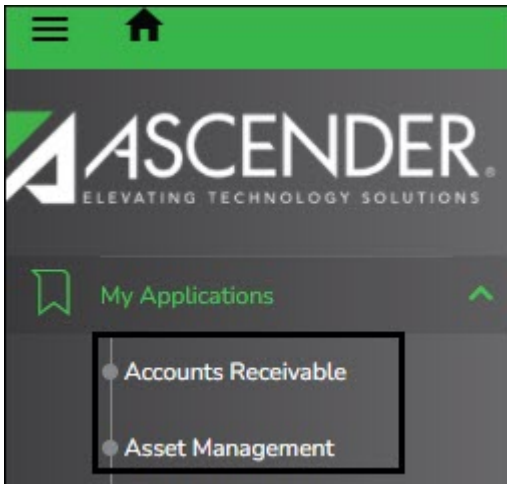 ASCENDER®
ELEVATING TECHNOLOGY SOLUTIONS
My Applications
Accounts Receivable
Asset Management